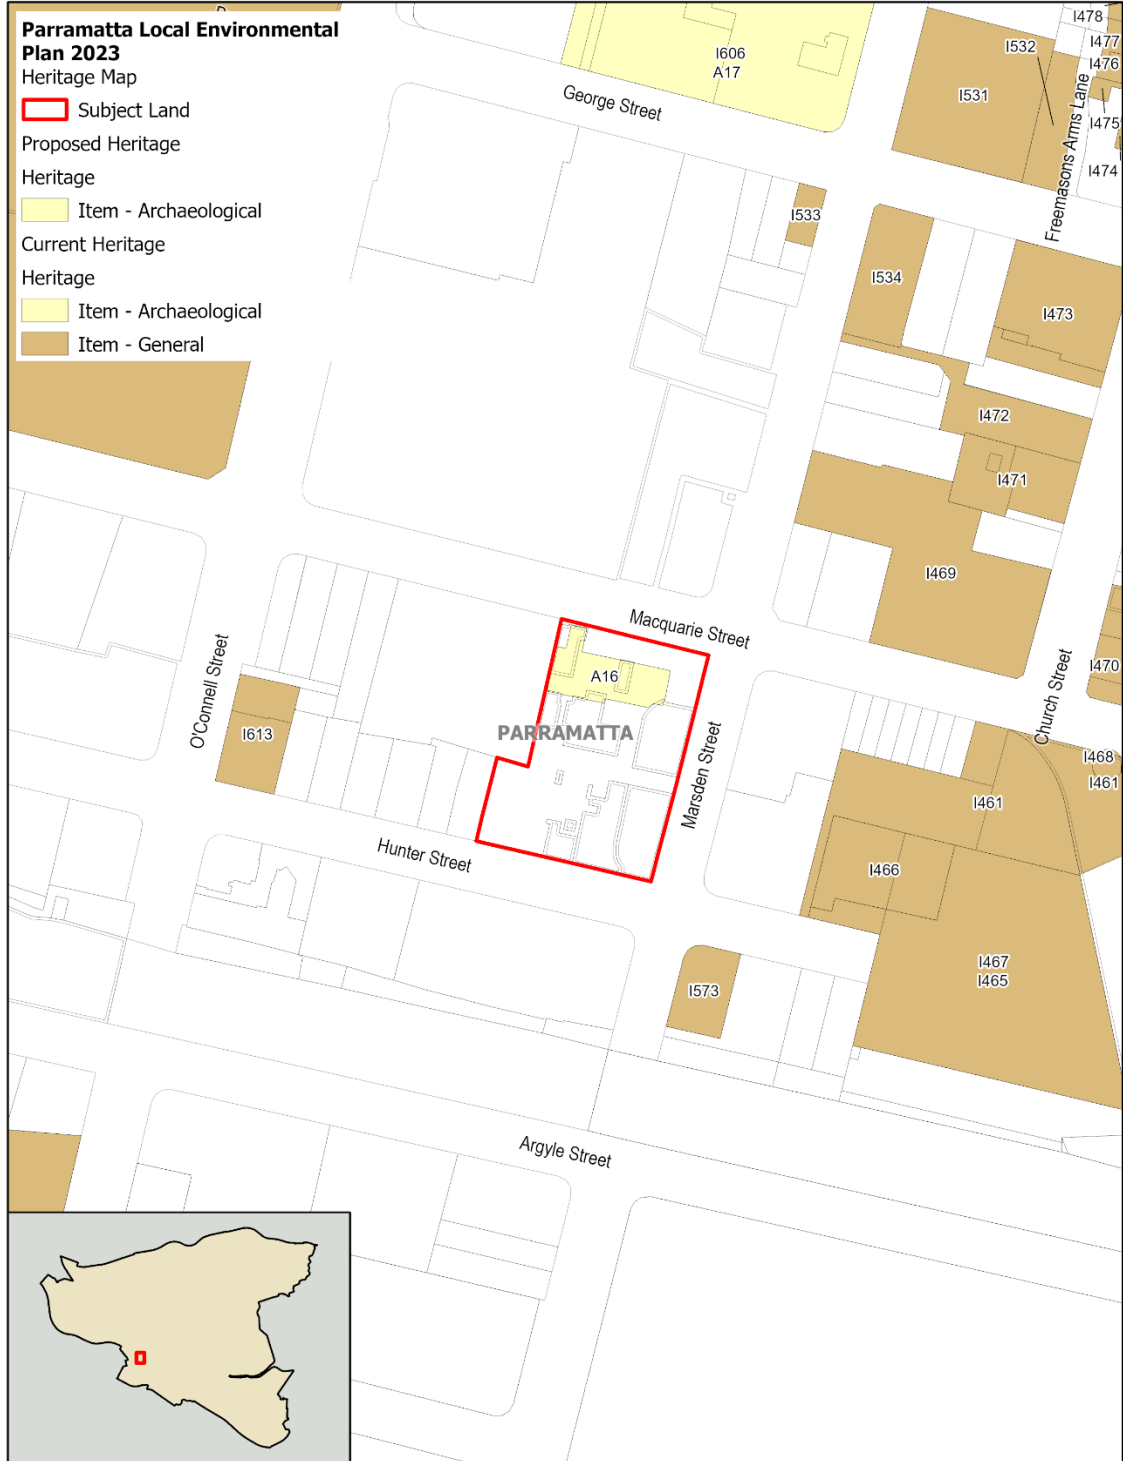 Parramatta Local Environmental
Plan 2023
Heritage Map
Subject Land
Proposed Heritage
Heritage
Item - Archaeological
Current Heritage
Heritage
Item - Archaeological
Item - General
I606
A17
I532
I478
I477
I476
I531
I475
I474
George Street
Freemasons Arms Lane
I533
I534
I473
I472
I471
I469
Macquarie Street
A16
PARRAMATTA
O'Connell Street
I613
Marsden Street
Church Street
I470
I468
I461
I461
I466
Hunter Street
I467
I465
I573
Argyle Street